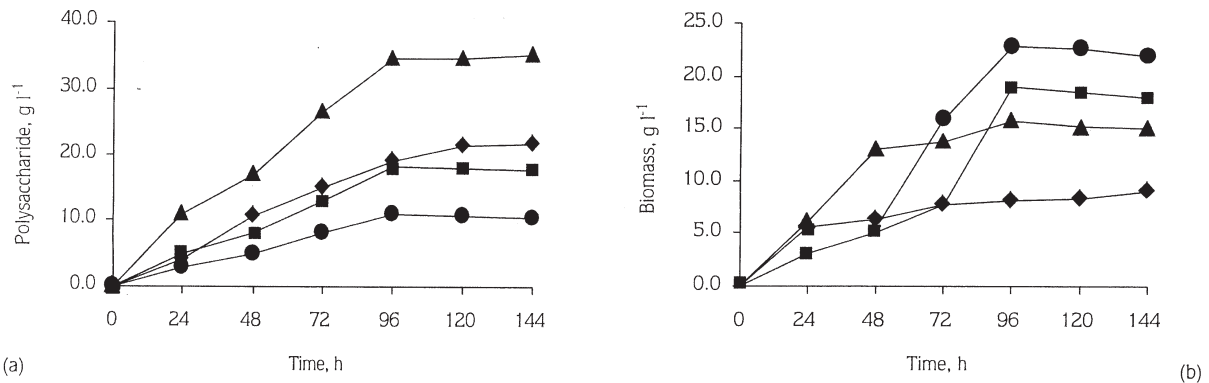 40.0
30.0
20.0
10.0
0.0
Polysaccharide, g l-1
0 24 48 72 96 120 144
Time, h
(a)
25.0
20.0
15.0
10.0
5.0
0.0
Biomass, g l-1
0 24 48 72 96 120 144
Time, h
(b)